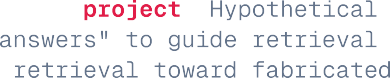 project Hypothetical
answers" to guide retrieval
retrieval toward fabricated